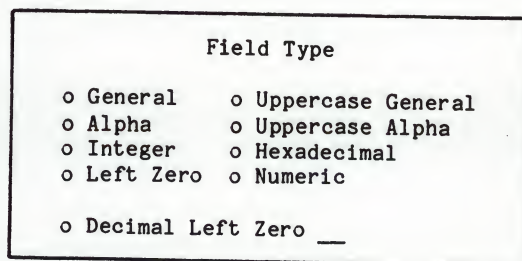 Field Type
o General o Uppercase General
o Alpha o Uppercase Alpha
o Integer o Hexadecimal
o Left Zero o Numeric
o Decimal Left Zero __